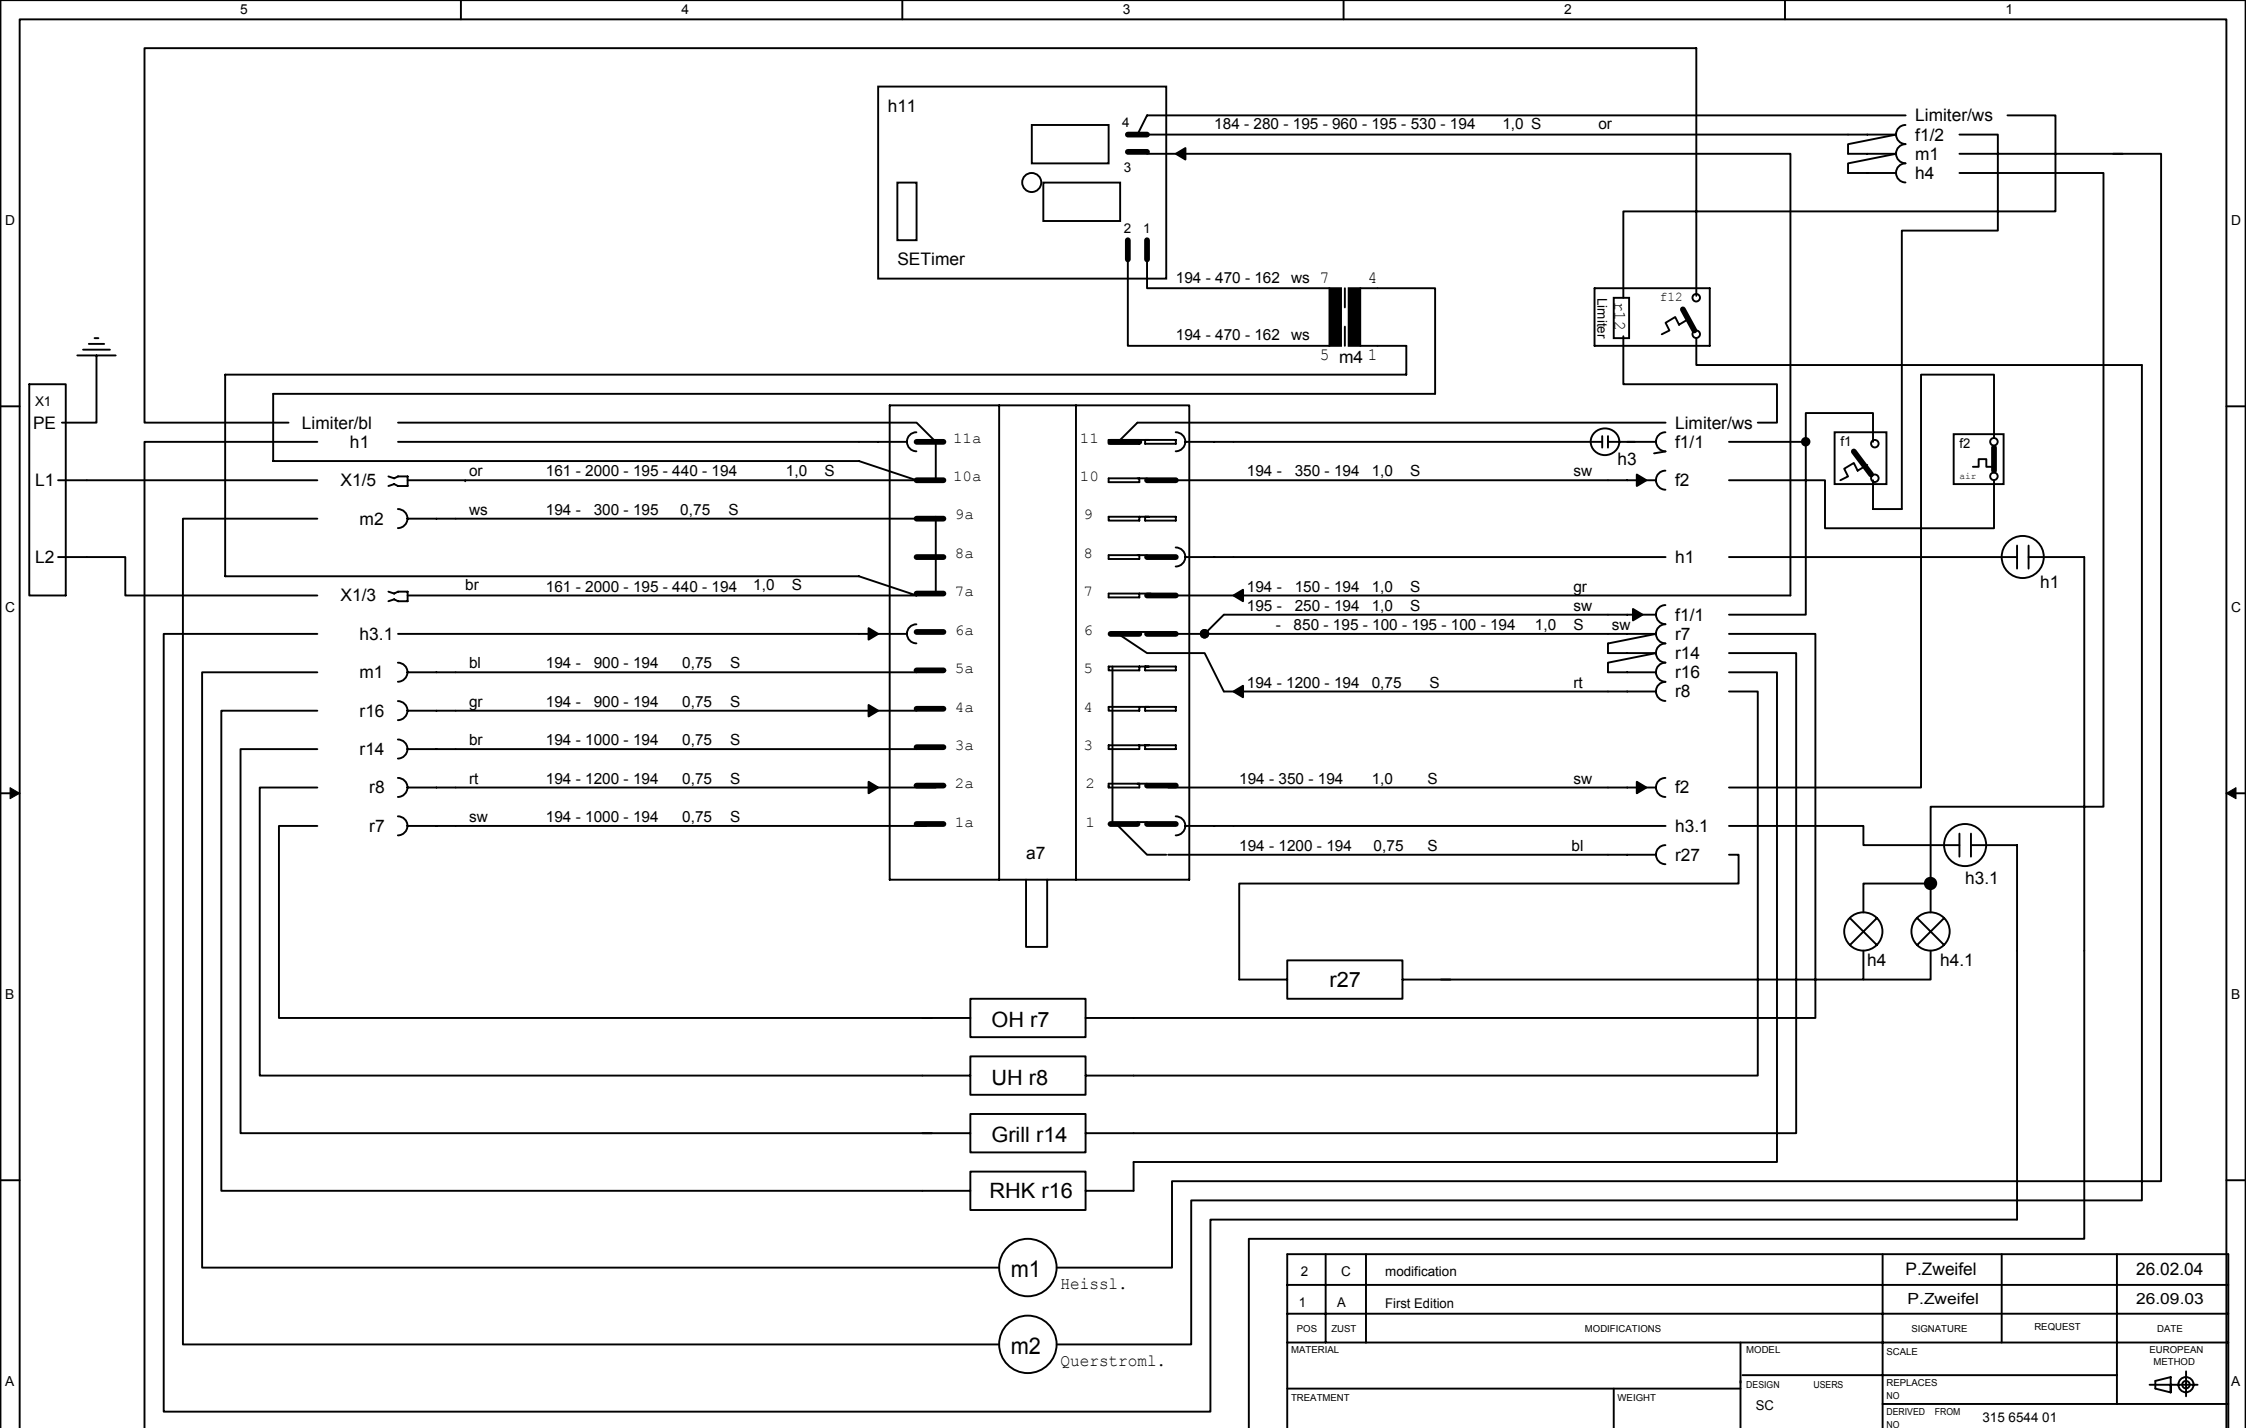 5 4 3 2 1
h11
4
3
2 1
SETimer
184 - 280 - 195 - 960 - 195 - 530 - 194 1,0 S or
Limiter/ws
f1/2
m1
h4
D D
194 - 470 - 162 ws 7 4
194 - 470 - 162 ws
5 m4 1
Limiter
r12
f12
X1
PE
L1
L2
Limiter/bl
h1
X1/5 or 161 - 2000 - 195 - 440 - 194 1,0 S
m2 ws 194 - 300 - 195 0,75 S
X1/3 br 161 - 2000 - 195 - 440 - 194 1,0 S
h3.1
m1 bl 194 - 900 - 194 0,75 S
r16 gr 194 - 900 - 194 0,75 S
r14 br 194 - 1000 - 194 0,75 S
r8 rt 194 - 1200 - 194 0,75 S
r7 sw 194 - 1000 - 194 0,75 S
11a
10a
9a
8a
7a
6a
5a
4a
3a
2a
1a
a7
11
10
9
8
7
6
5
4
3
2
1
Limiter/ws
h3 f1/1
194 - 350 - 194 1,0 S sw f2
h1
194 - 150 - 194 1,0 S gr
195 - 250 - 194 1,0 S sw f1/1
- 850 - 195 - 100 - 195 - 100 - 194 1,0 S sw r7
r14
r16
194 - 1200 - 194 0,75 S rt r8
194 - 350 - 194 1,0 S sw f2
h3.1
194 - 1200 - 194 0,75 S bl r27
f1
f2
air
h1
h3.1
h4 h4.1
C C
B B
r27
OH r7
UH r8
Grill r14
RHK r16
m1 Heissl.
m2 Querstroml.
A A
2 C modification P.Zweifel 26.02.04
1 A First Edition P.Zweifel 26.09.03
POS ZUST MODIFICATIONS SIGNATURE REQUEST DATE
MATERIAL MODEL SCALE EUROPEAN
METHOD
TREATMENT WEIGHT DESIGN USERS REPLACES
NO
SC
DERIVED FROM 315 6544 01
NO